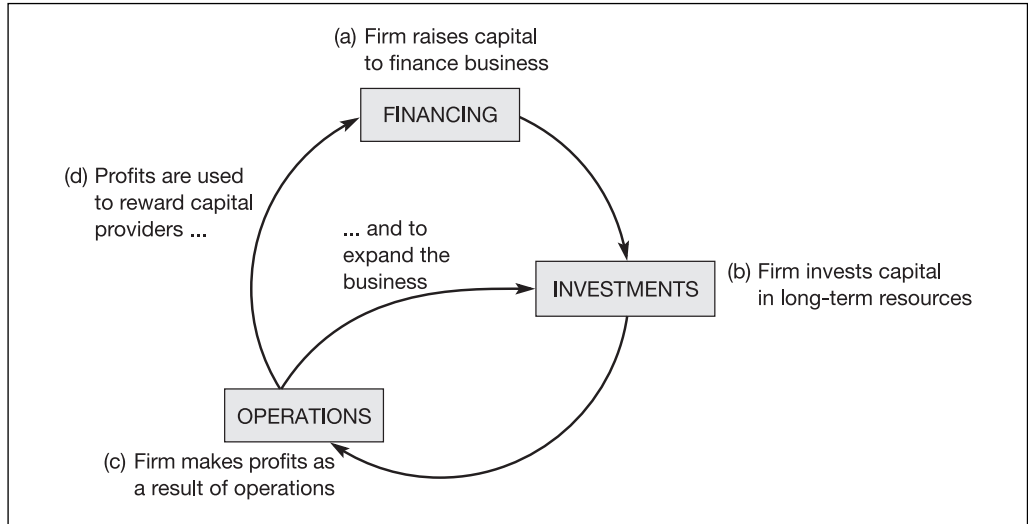 (a) Firm raises capital
to finance business
FINANCING
(d) Profits are used
to reward capital
providers ...
... and to
expand the
business
INVESTMENTS
(b) Firm invests capital
in long-term resources
OPERATIONS
(c) Firm makes profits as
a result of operations